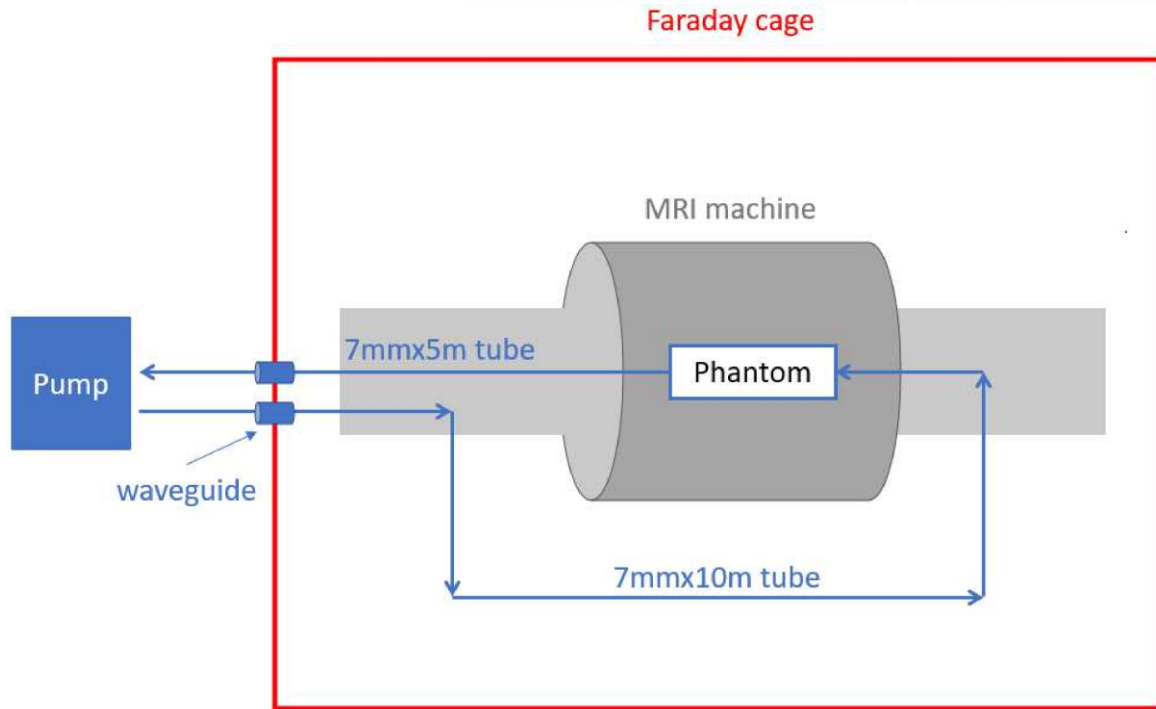 Faraday cage
MRI machine
7mmx5m tube
Phantom
Pump
waveguide
7mmx10m tube